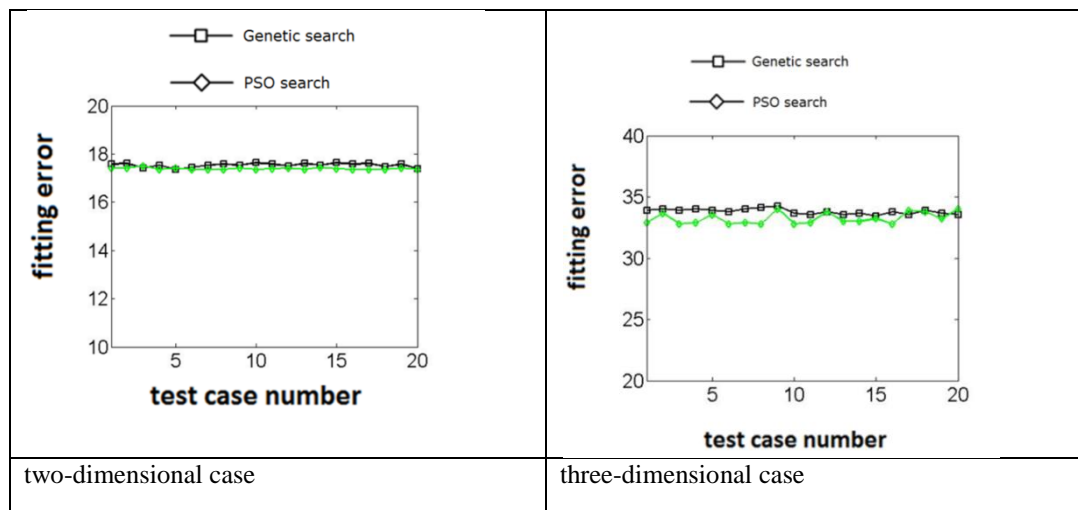 Genetic search
PSO search
20
18
16
14
12
10
fitting error
5
10
15
20
test case number
two-dimensional case
Genetic search
PSO search
40
35
30
25
20
fitting error
5
10
15
20
test case number
three-dimensional case